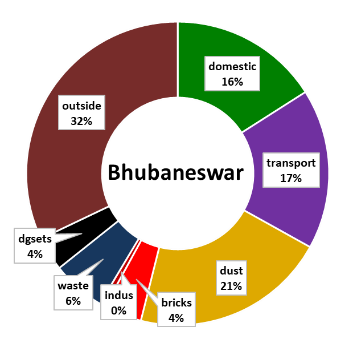 domestic
16%
outside
32%
transport
17%
Bhubaneswar
dgsets
4%
waste
6%
indus
0%
bricks
4%
dust
21%